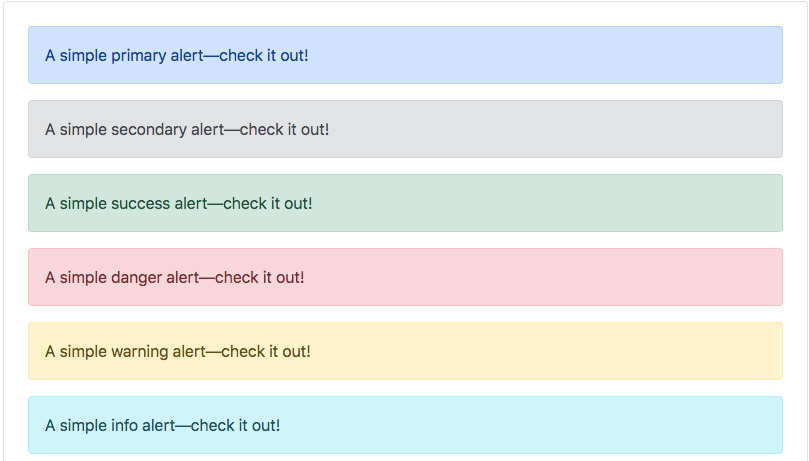 A simple primary alert—check it out!
A simple secondary alert—check it out!
A simple success alert—check it out!
A simple danger alert—check it out!
A simple warning alert—check it out!
A simple info alert—check it out!